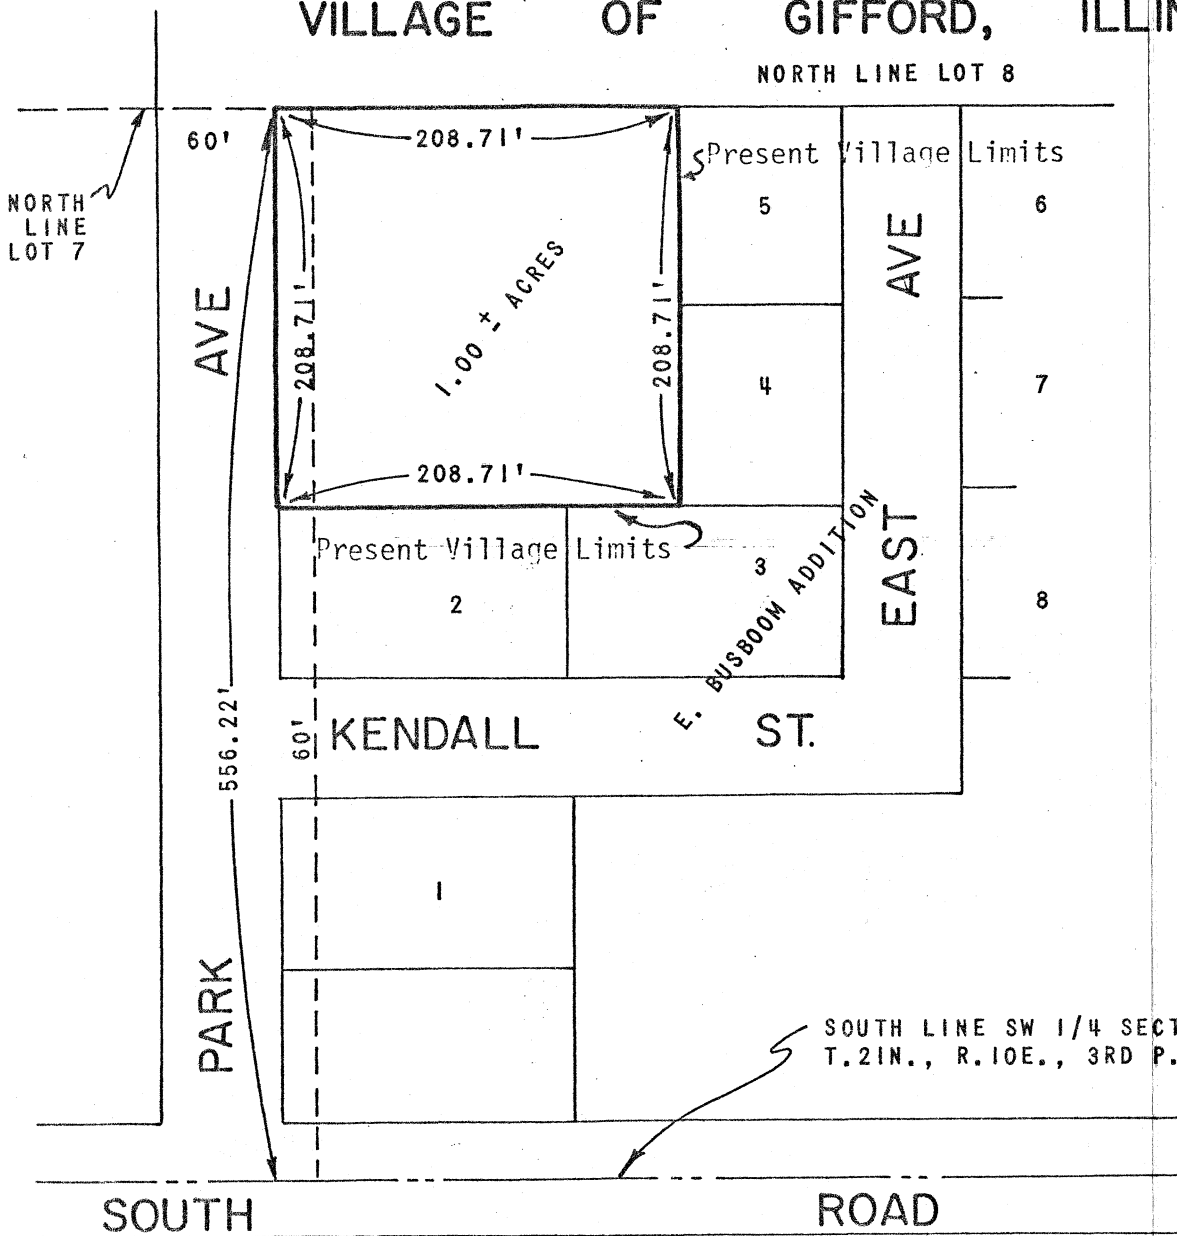 VILLAGE OF GIFFORD, ILLIN
NORTH LINE LOT 8
60'
208.71'
Present Village Limits
NORTH
LINE
LOT 7
5
6
AVE
AVE
1.00 ± ACRES
208.71'
208.71'
4
7
208.71'
Present Village Limits
3
2
E. BUSBOOM ADDITION
EAST
8
556.22'
60'
KENDALL ST.
1
PARK
SOUTH LINE SW 1/4 SECT
T.21N., R.10E., 3RD P.
SOUTH ROAD